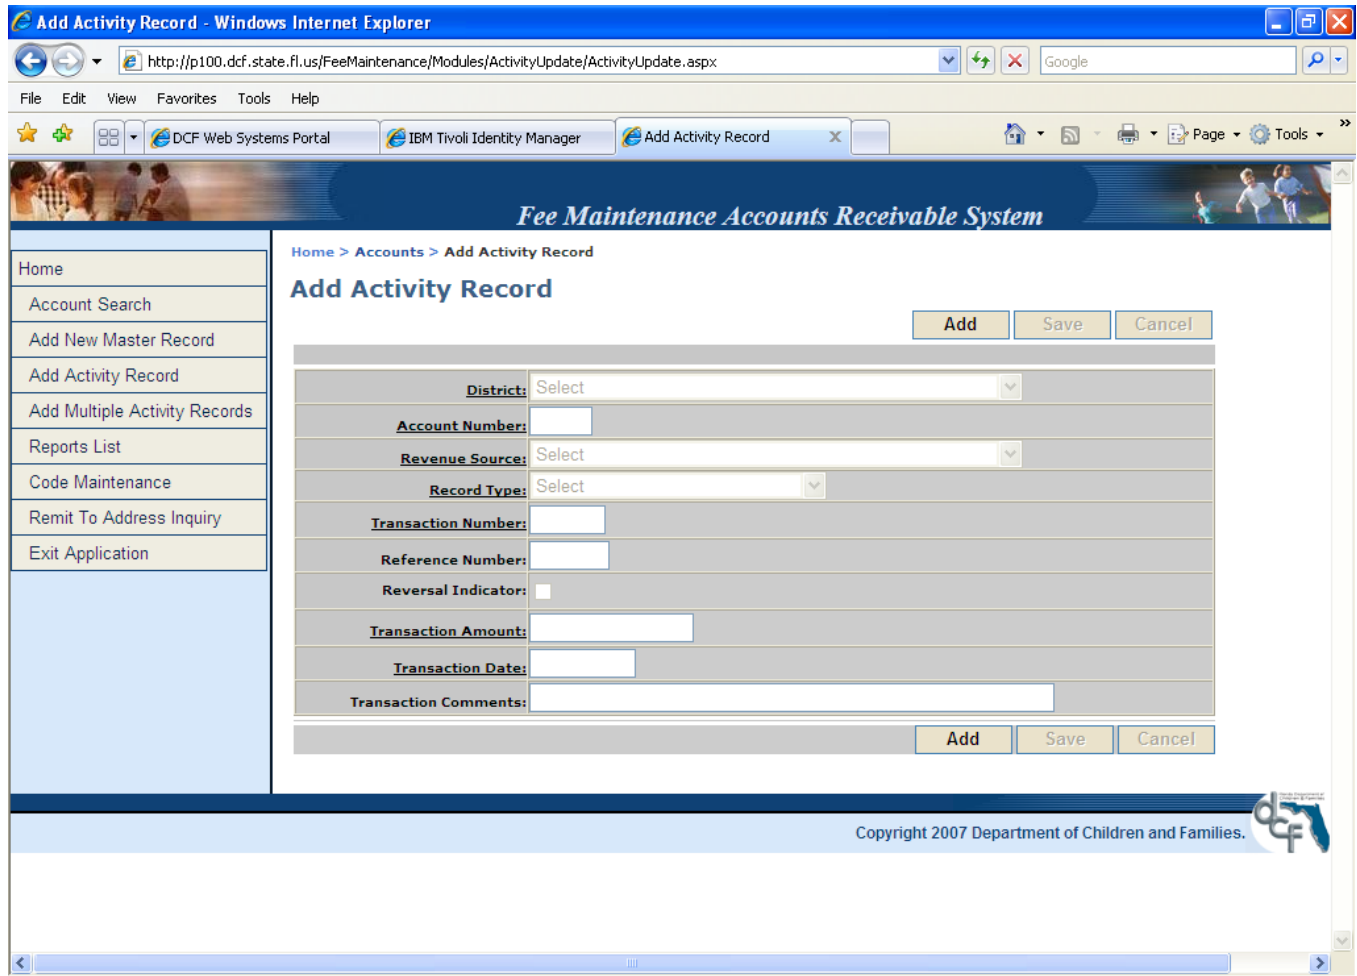 Add Activity Record - Windows Internet Explorer
http://p100.dcf.state.fl.us/FeeMaintenance/Modules/ActivityUpdate/ActivityUpdate.aspx
Google
File Edit View Favorites Tools Help
DCF Web Systems Portal
IBM Tivoli Identity Manager
Add Activity Record
Page
Tools
Fee Maintenance Accounts Receivable System
Home > Accounts > Add Activity Record
Home
Account Search
Add New Master Record
Add Activity Record
Add Multiple Activity Records
Reports List
Code Maintenance
Remit To Address Inquiry
Exit Application
Add Activity Record
Add Save Cancel
District: Select
Account Number:
Revenue Source: Select
Record Type: Select
Transaction Number:
Reference Number:
Reversal Indicator:
Transaction Amount:
Transaction Date:
Transaction Comments:
Add Save Cancel
Copyright 2007 Department of Children and Families.
dcf